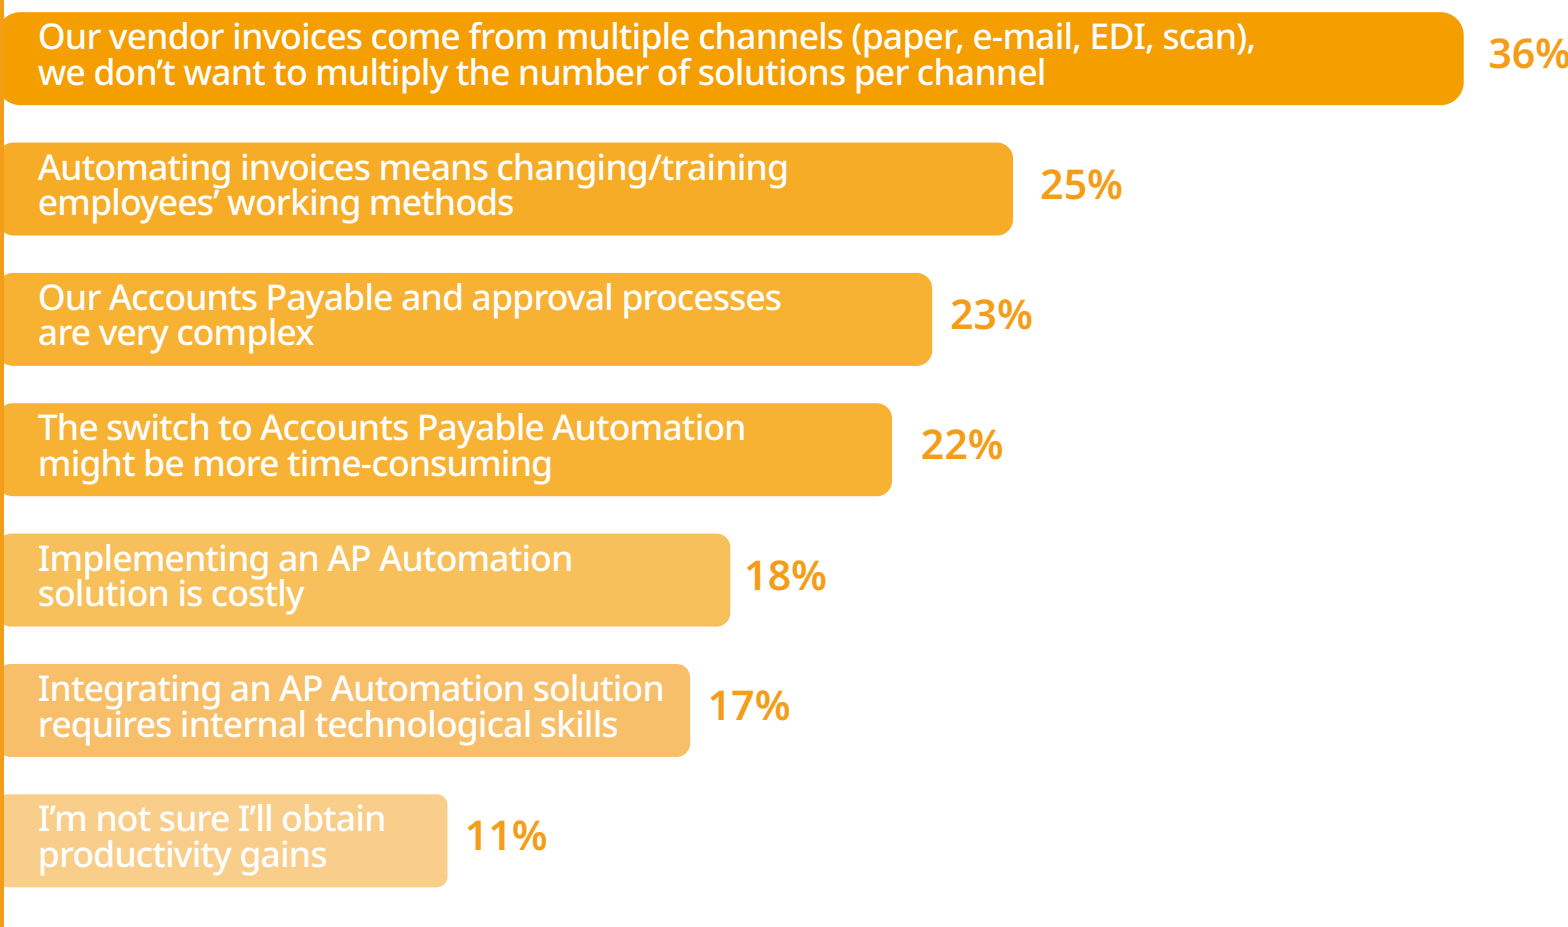 Our vendor invoices come from multiple channels (paper, e-mail, EDI, scan),
we don’t want to multiply the number of solutions per channel
36%
Automating invoices means changing/training
employees’ working methods
25%
Our Accounts Payable and approval processes
are very complex
23%
The switch to Accounts Payable Automation
might be more time-consuming
22%
Implementing an AP Automation
solution is costly
18%
Integrating an AP Automation solution
requires internal technological skills
17%
I’m not sure I’ll obtain
productivity gains
11%